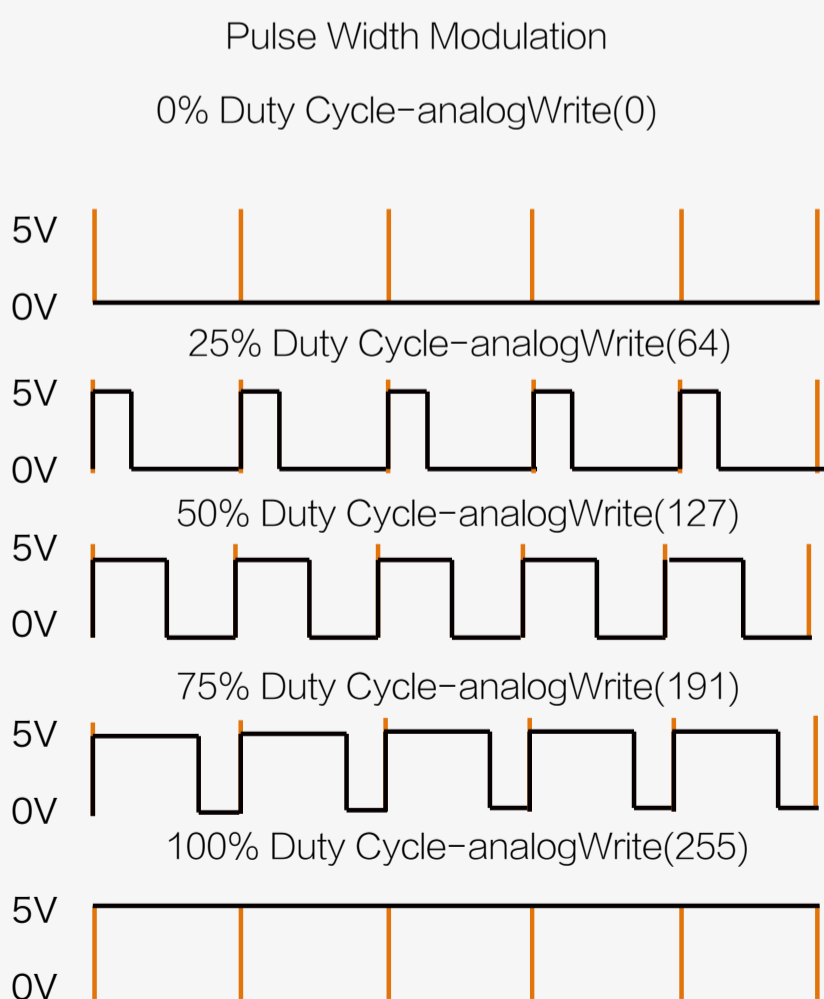 Pulse Width Modulation
0% Duty Cycle-analogWrite(0)
5V
0V
25% Duty Cycle-analogWrite(64)
5V
0V
50% Duty Cycle-analogWrite(127)
5V
0V
75% Duty Cycle-analogWrite(191)
5V
0V
100% Duty Cycle-analogWrite(255)
5V
0V